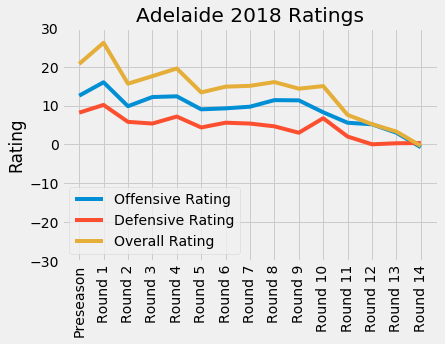 Adelaide 2018 Ratings
30
20
10
0
−10
−20
−30
Rating
Offensive Rating
Defensive Rating
Overall Rating
Preseason
Round 1
Round 2
Round 3
Round 4
Round 5
Round 6
Round 7
Round 8
Round 9
Round 10
Round 11
Round 12
Round 13
Round 14